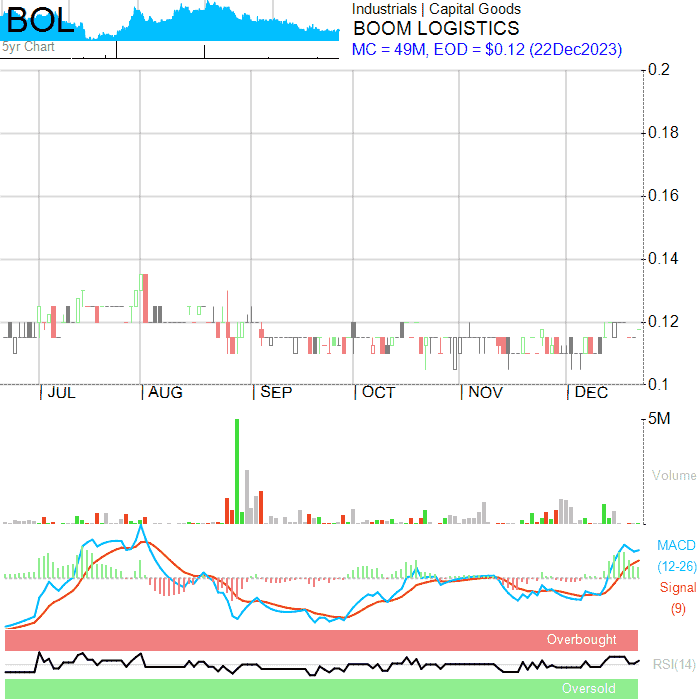 BOL
5yr Chart
Industrials | Capital Goods
BOOM LOGISTICS
MC = 49M, EOD = $0.12 (22Dec2023)
0.2
0.18
0.16
0.14
0.12
0.1
JUL AUG SEP OCT NOV DEC
5M
Volume
MACD
(12-26)
Signal
(9)
Overbought
RSI(14)
Oversold